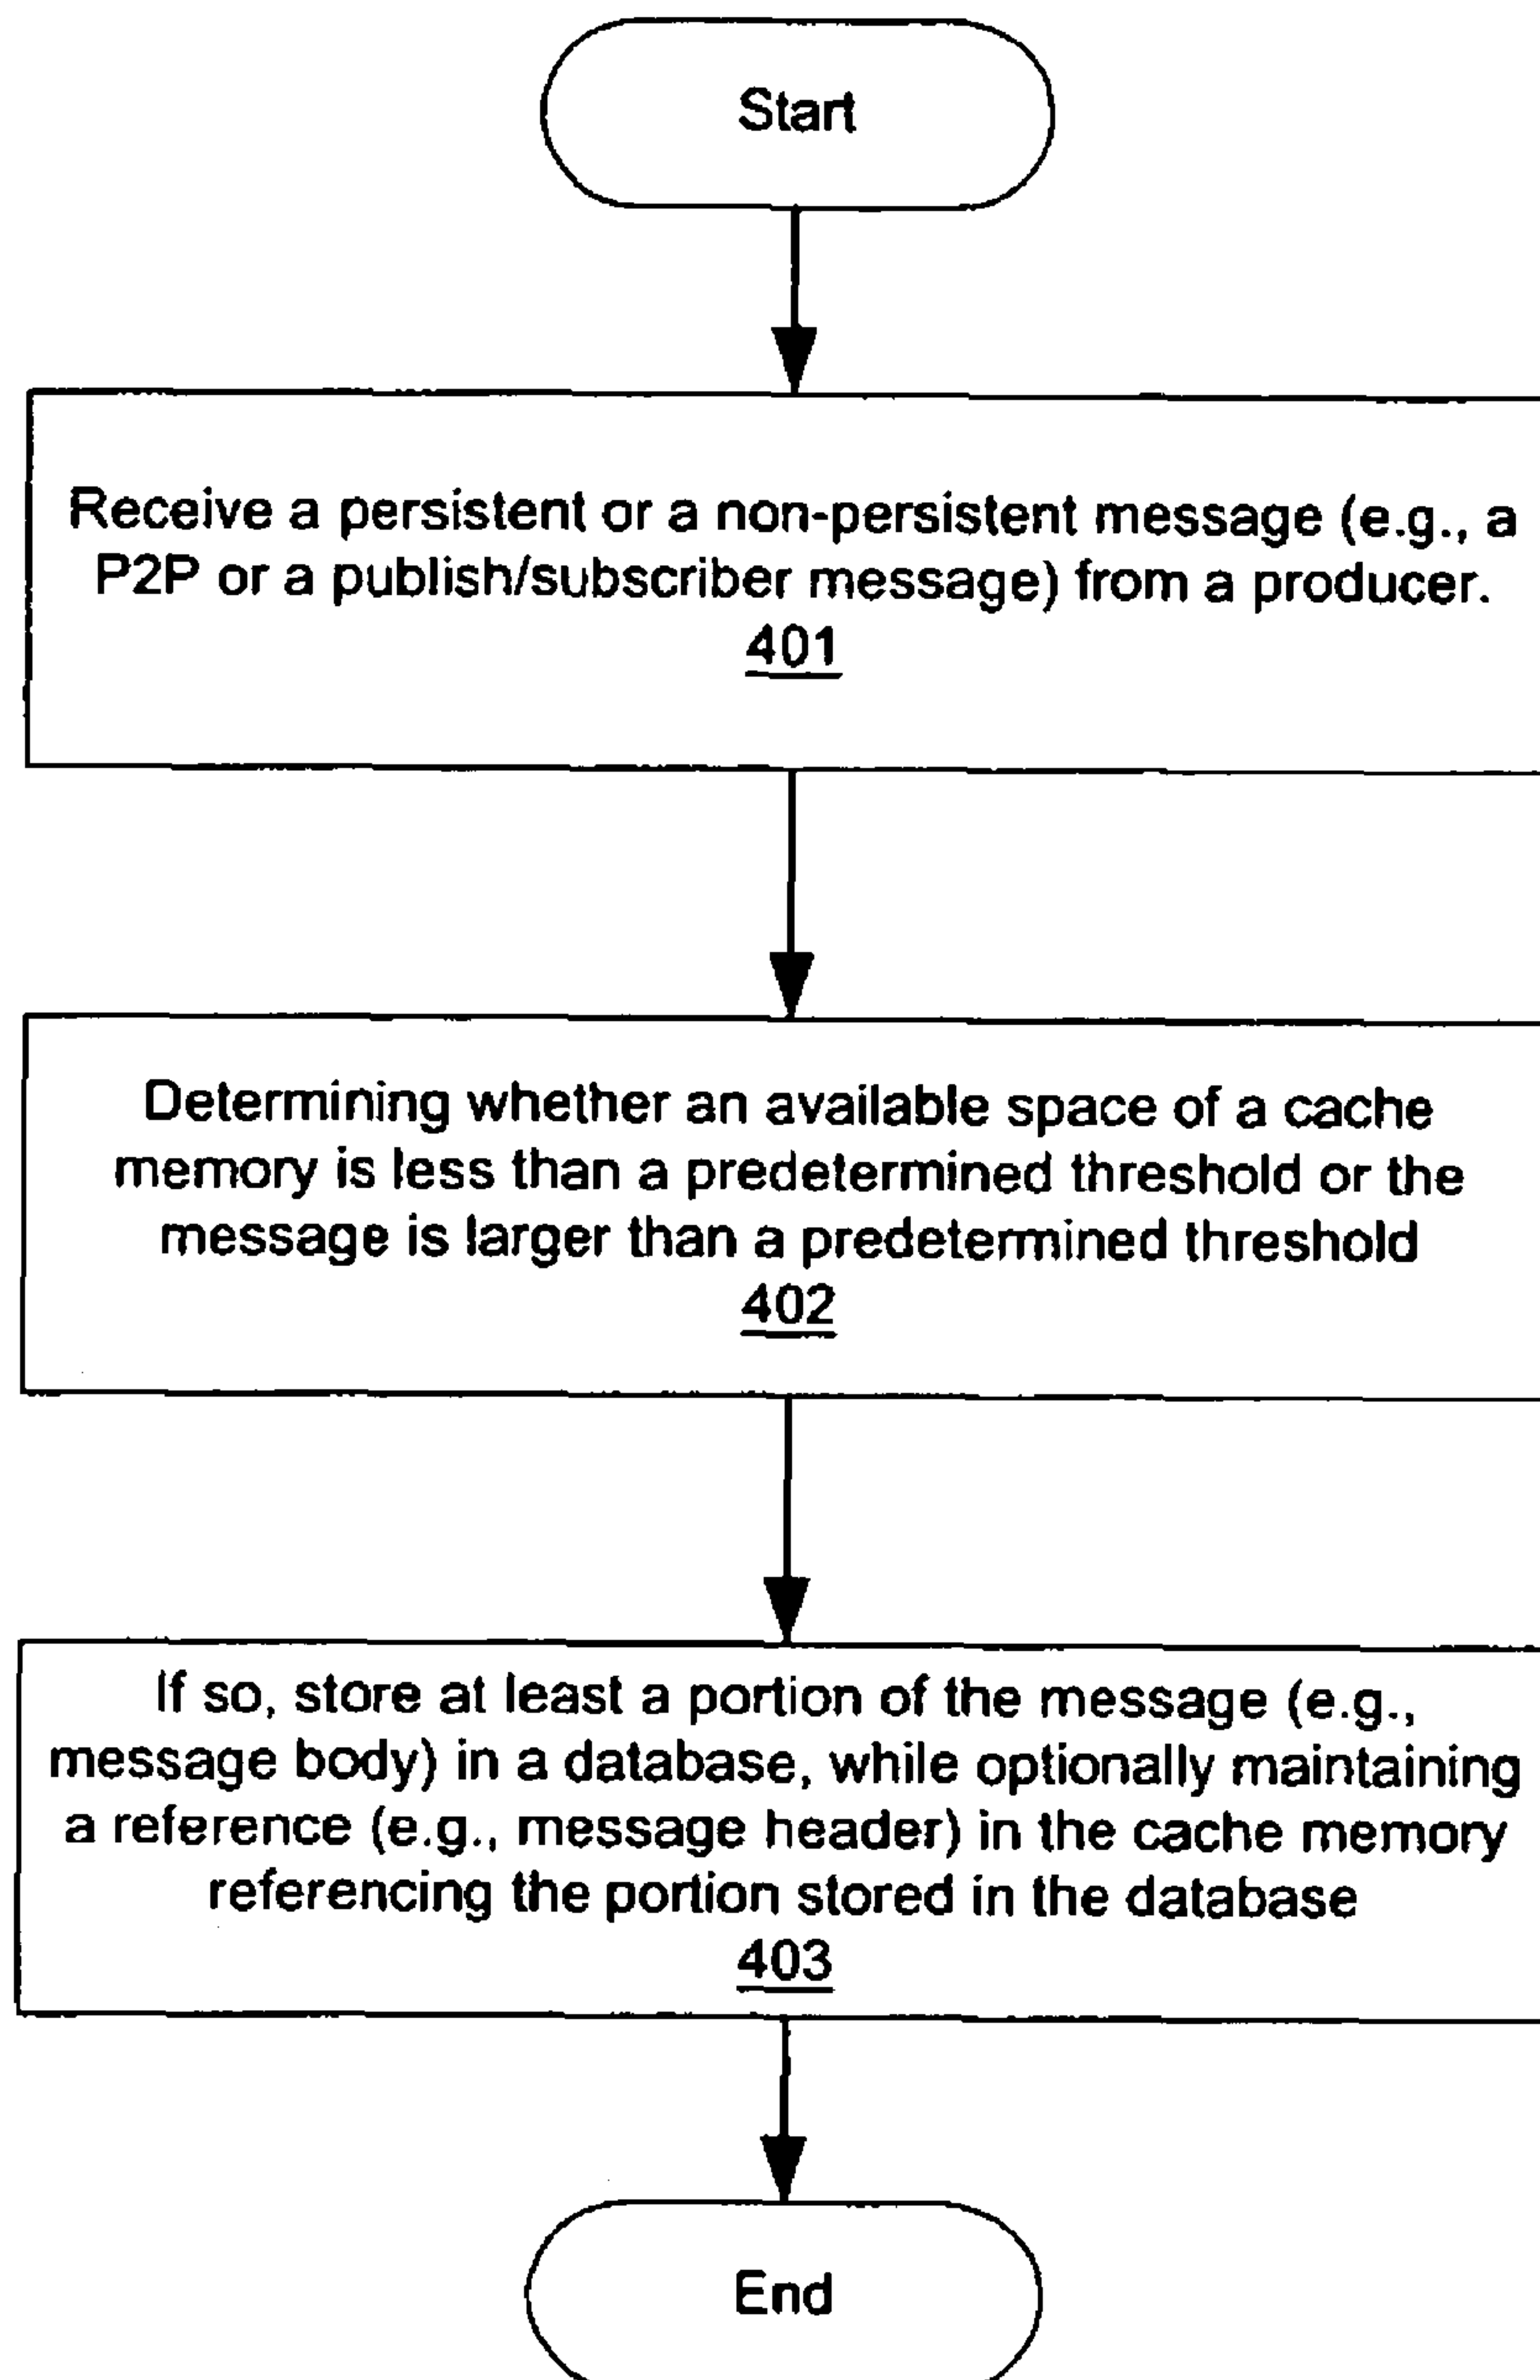 Start
Receive a persistent or a non-persistent message (e.g., a
P2P or a publish/subscriber message) from a producer.
401
Determining whether an available space of a cache
memory is less than a predetermined threshold or the
message is larger than a predetermined threshold
402
If so, store at least a portion of the message (e.g.,
message body) in a database, while optionally maintaining
a reference (e.g., message header) in the cache memory
referencing the portion stored in the database
403
End